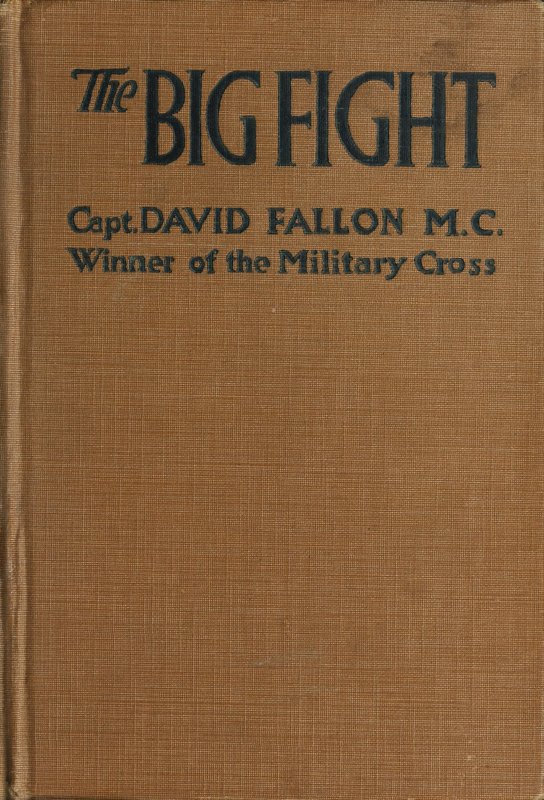 The BIG FIGHT
Capt. DAVID FALLON M.C.
Winner of the Military Cross